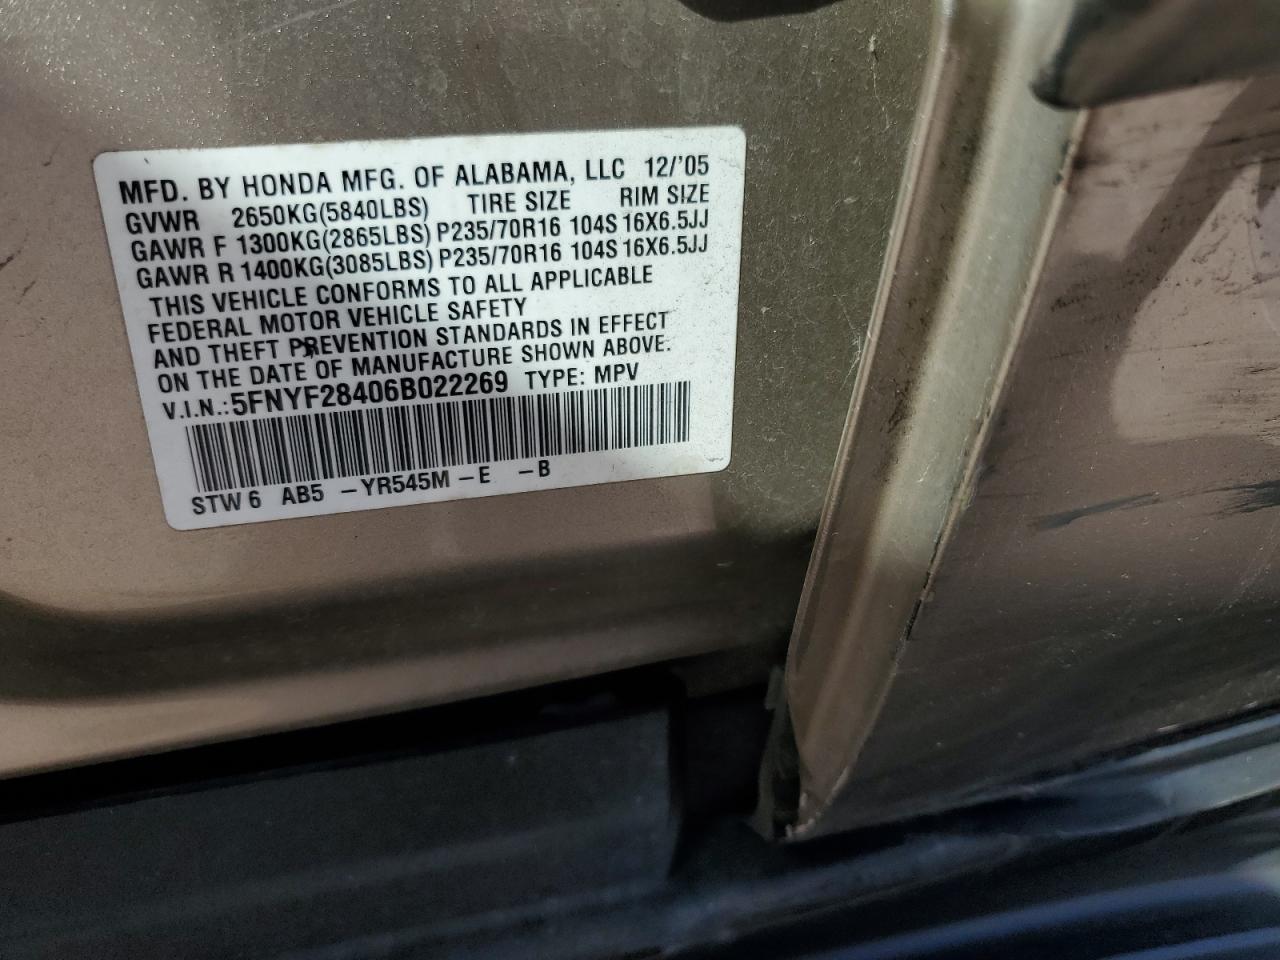 MFD. BY HONDA MFG. OF ALABAMA, LLC 12/'05
GVWR 2650KG(5840LBS) TIRE SIZE RIM SIZE
GAWR F 1300KG(2865LBS) P235/70R16 104S 16X6.5JJ
GAWR R 1400KG(3085LBS) P235/70R16 104S 16X6.5JJ
THIS VEHICLE CONFORMS TO ALL APPLICABLE
FEDERAL MOTOR VEHICLE SAFETY
AND THEFT PREVENTION STANDARDS IN EFFECT
ON THE DATE OF MANUFACTURE SHOWN ABOVE.
V.I.N.:5FNYF28406B022269 TYPE: MPV
STW 6 AB5 -YR545M -E -B